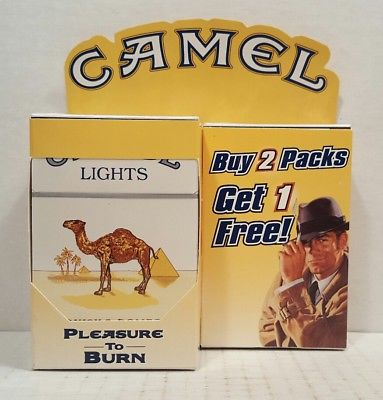 CAMEL
LIGHTS
PLEASURE
TO
BURN
Buy 2 Packs
Get 1
Free!